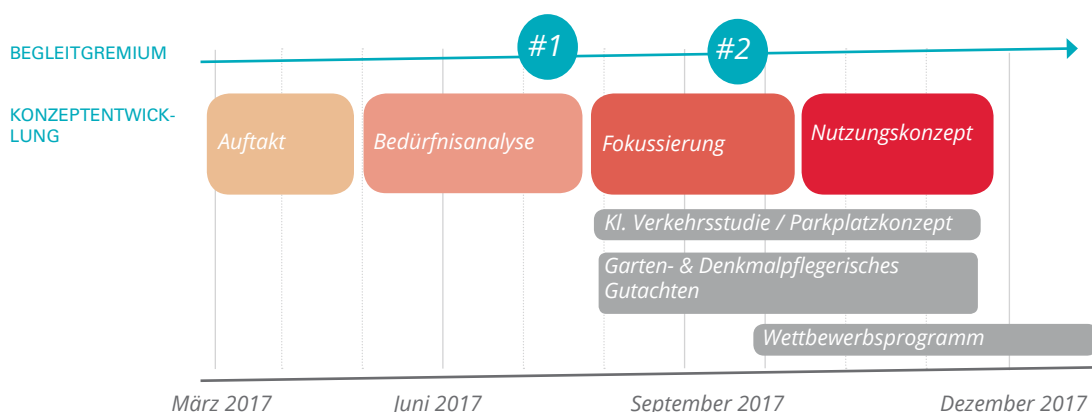 BEGLEITGREMIUM
#1
#2
KONZEPTENTWICK-
LUNG
Auftakt
Bedürfnisanalyse
Fokussierung
Nutzungskonzept
Kl. Verkehrsstudie / Parkplatzkonzept
Garten- & Denkmalpflegerisches
Gutachten
Wettbewerbsprogramm
März 2017
Juni 2017
September 2017
Dezember 2017